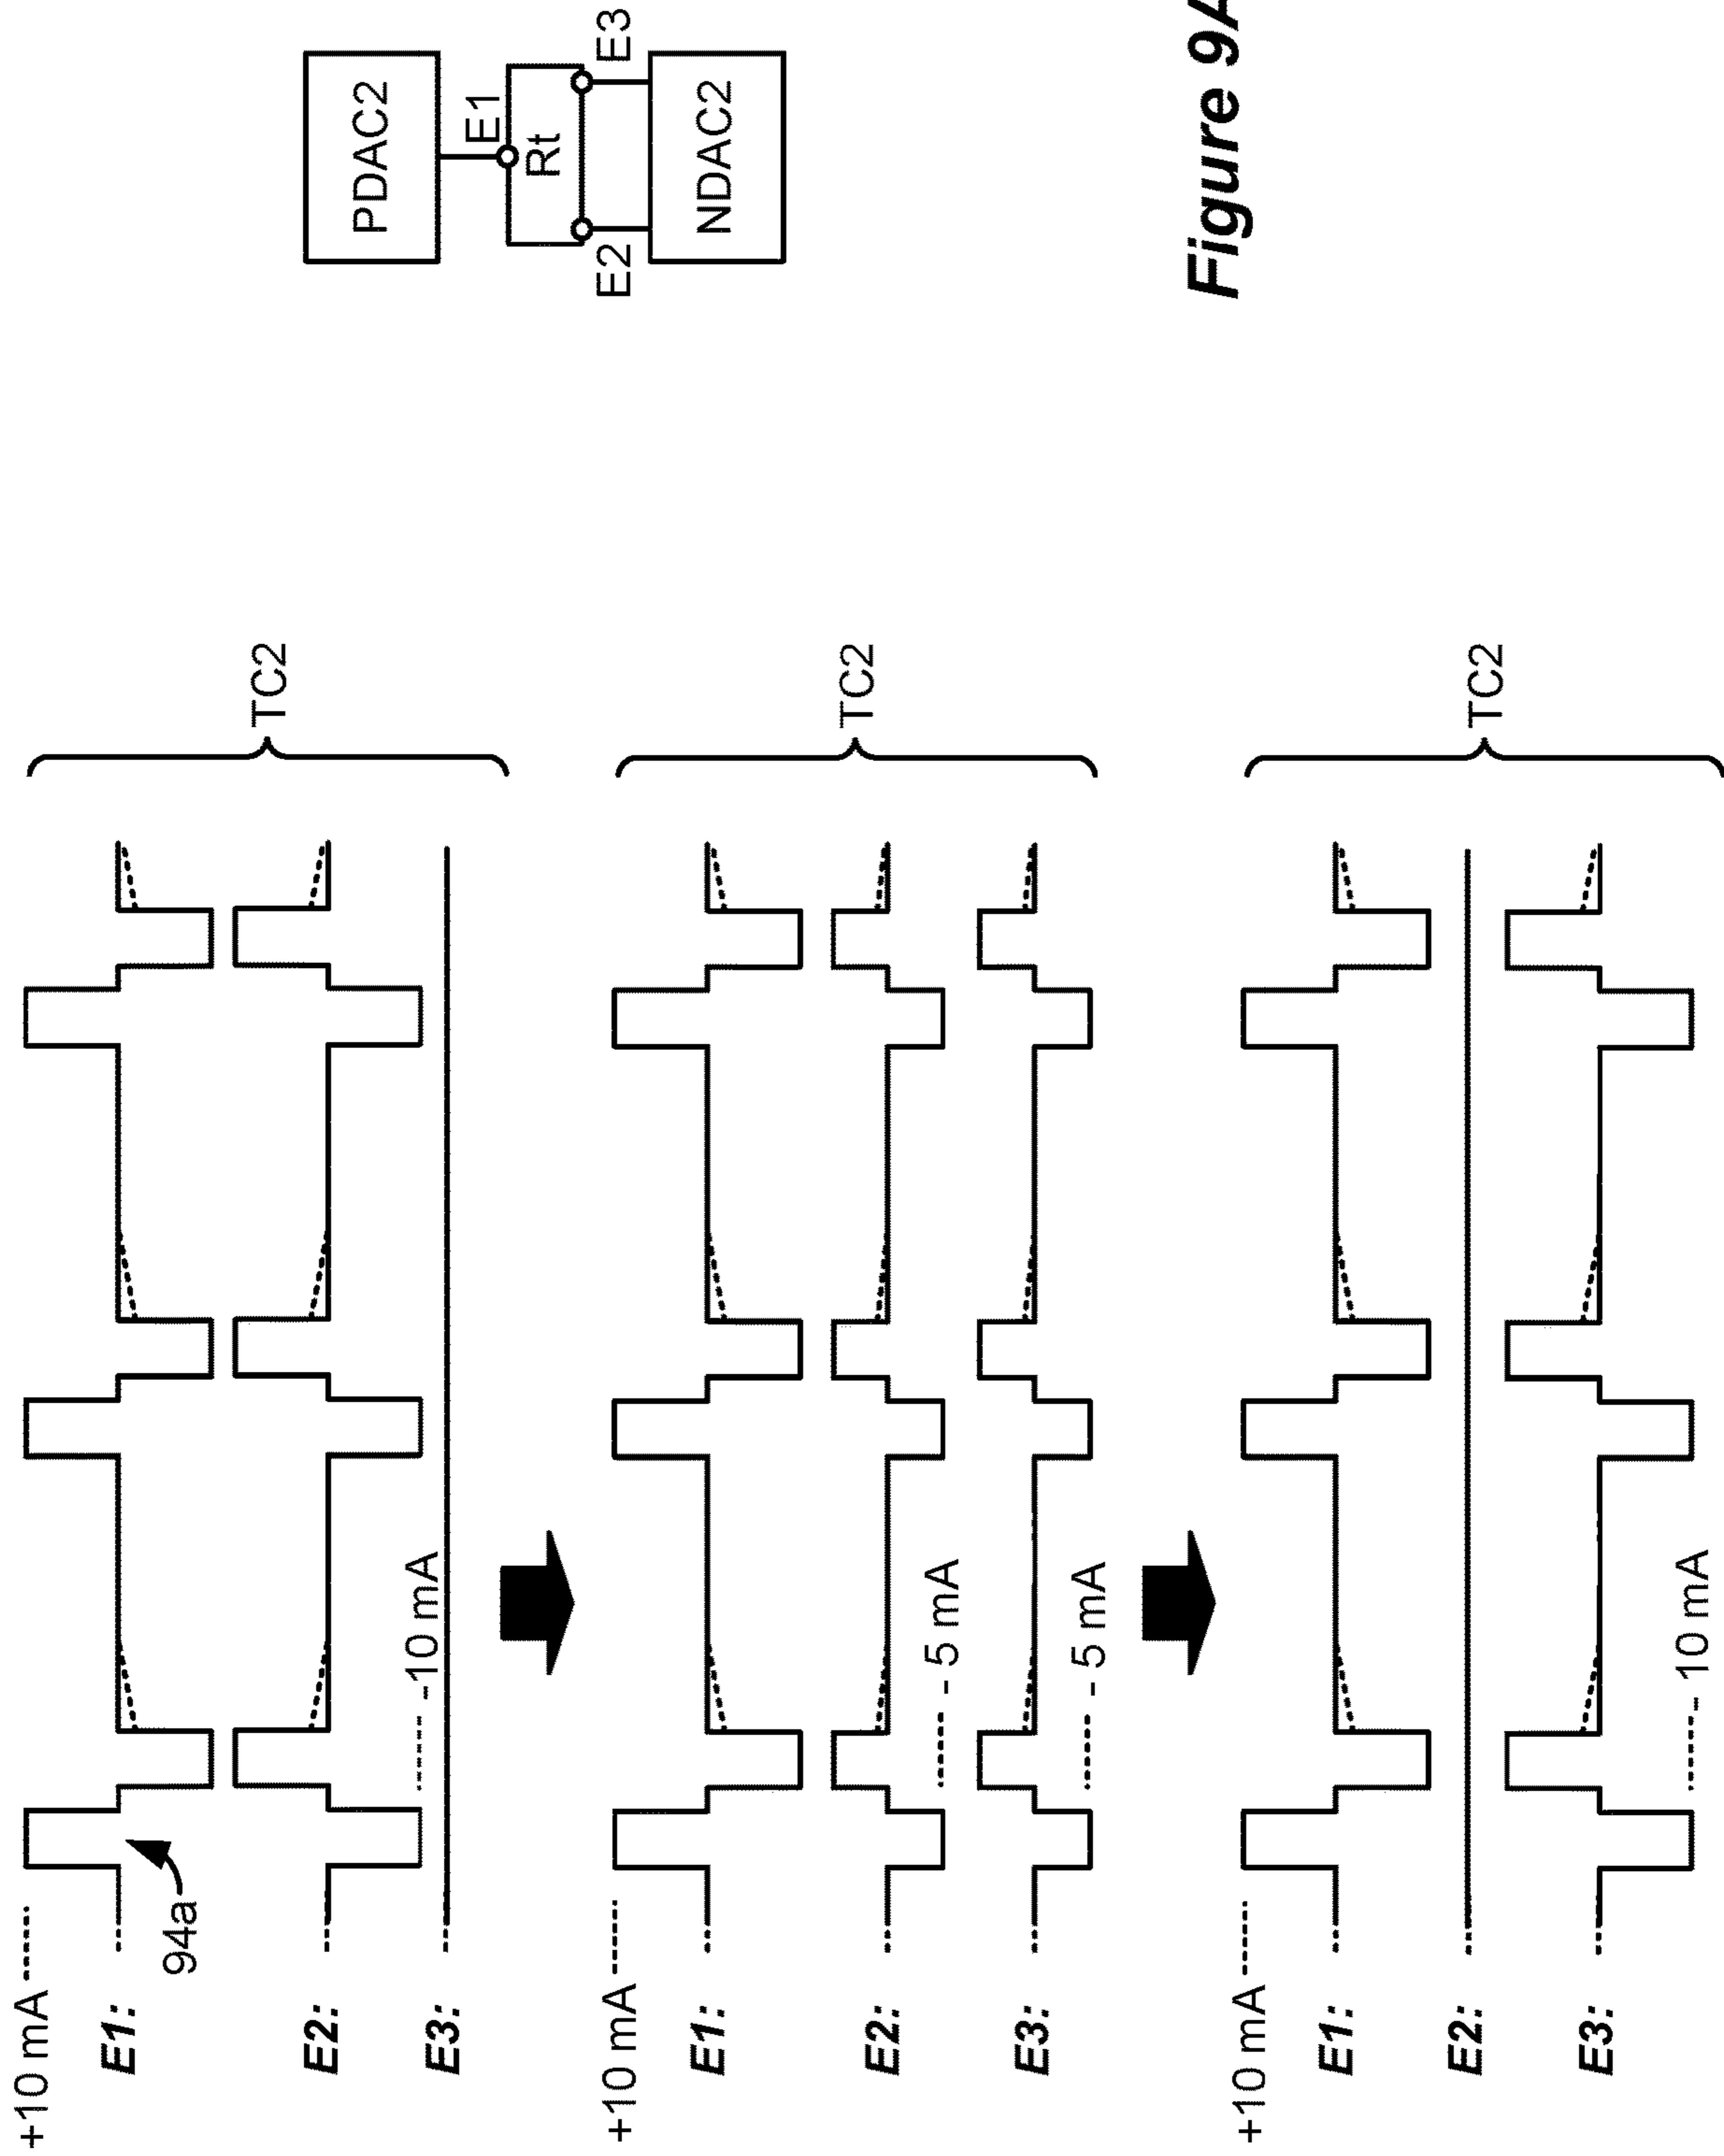 +10 mA
E1:
94a
E2:
-10 mA
E3:
TC2
+10 mA
E1:
E2:
- 5 mA
E3:
- 5 mA
TC2
+10 mA
E1:
E2:
E3:
- 10 mA
TC2
PDAC2
E1
Rt
E2
E3
NDAC2
Figure 9A